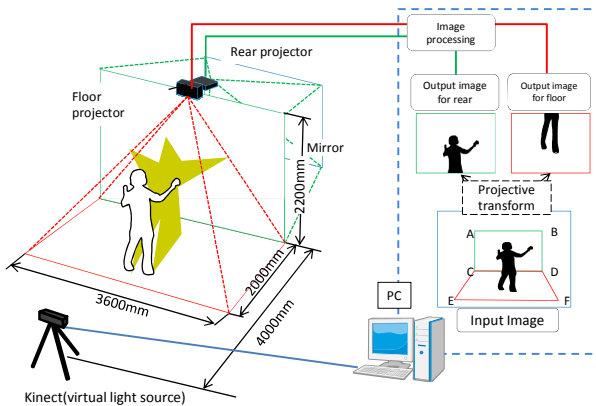 Image
processing
Rear projector
Output image
for rear
Output image
for floor
Floor
projector
Mirror
2200mm
Projective
transform
A
B
C
D
E
F
2000mm
3600mm
4000mm
PC
Input Image
Kinect(virtual light source)